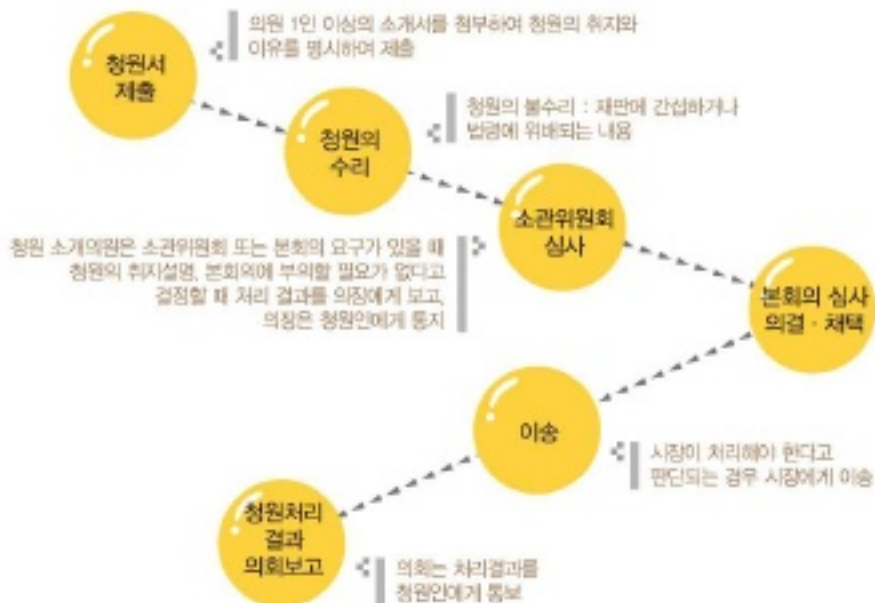 청원서
제출
의원 1인 이상의 소개서를 첨부하여 청원의 취지와
이유를 명시하여 제출
청원의
수리
청원의 불수리 : 재판에 간섭하거나
법령에 위배되는 내용
소관위원회
심사
청원 소개의원은 소관위원회 또는 본회의 요구가 있을 때
청원의 취지설명, 본회의에 부의할 필요가 없다고
결정할 때 처리 결과를 의장에게 보고,
의장은 청원인에게 통지
본회의 심사
의결 · 채택
이송
시장이 처리해야 한다고
판단되는 경우 시장에게 이송
청원처리
결과
의회보고
의회는 처리결과를
청원인에게 통보